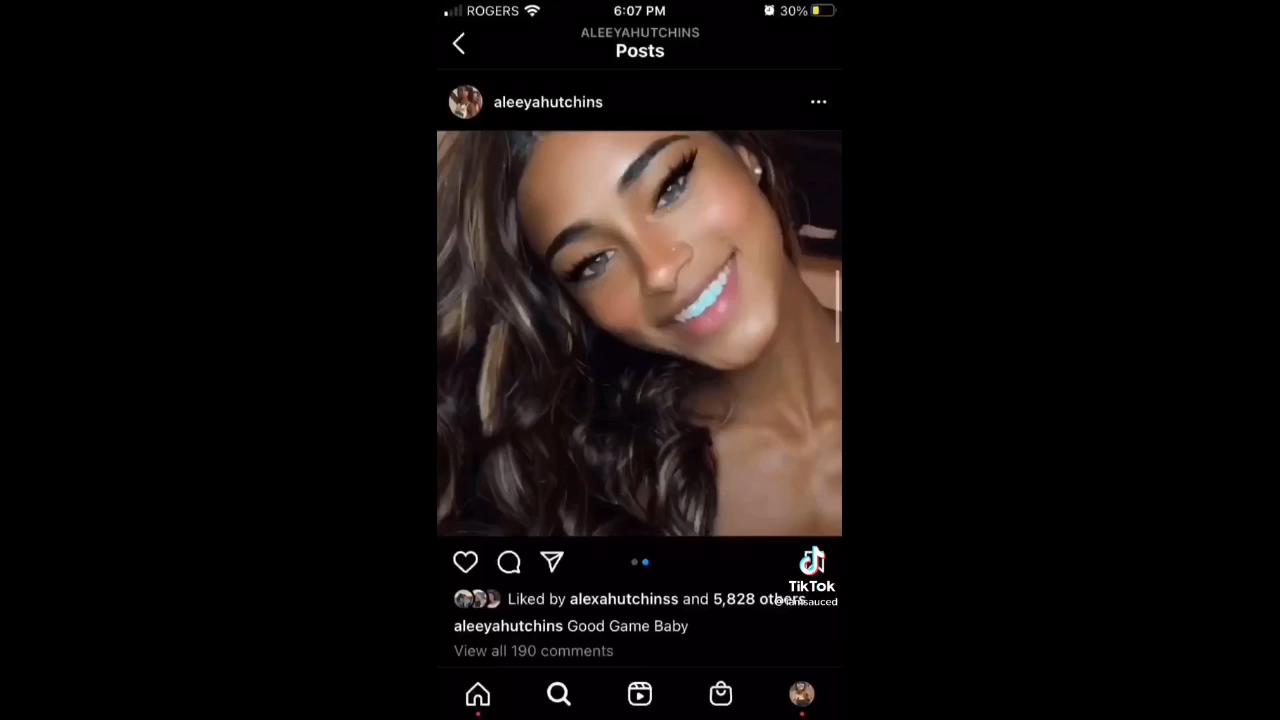 ROGERS 6:07 PM 30%
ALEEYAHUTCHINS
Posts
aleeyahutchins
Liked by alexahutchinss and 5,828 others
TikTok
@iamsauced
aleeyahutchins Good Game Baby
View all 190 comments